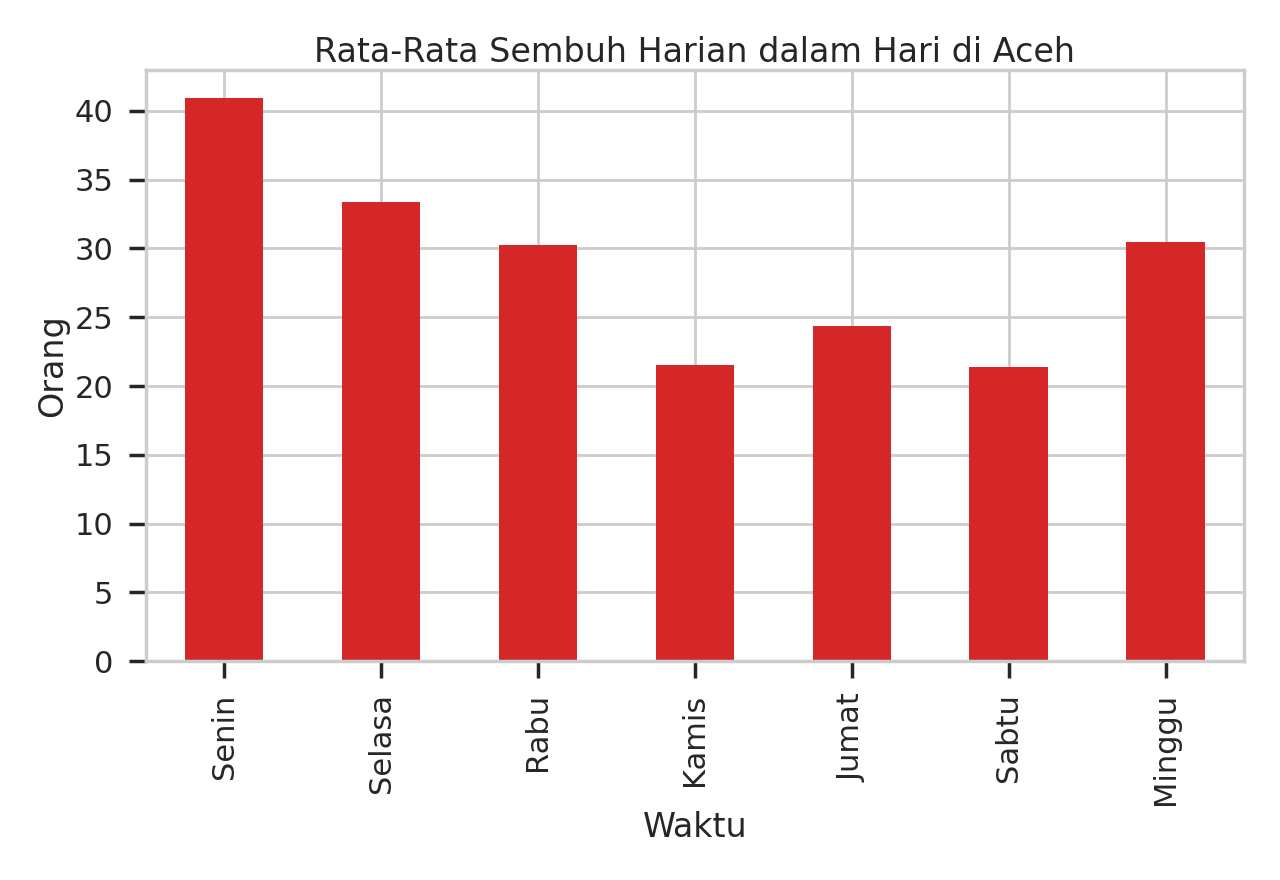 Rata-Rata Sembuh Harian dalam Hari di Aceh
Orang
40
35
30
25
20
15
10
5
0
Senin
Selasa
Rabu
Kamis
Jumat
Sabtu
Minggu
Waktu